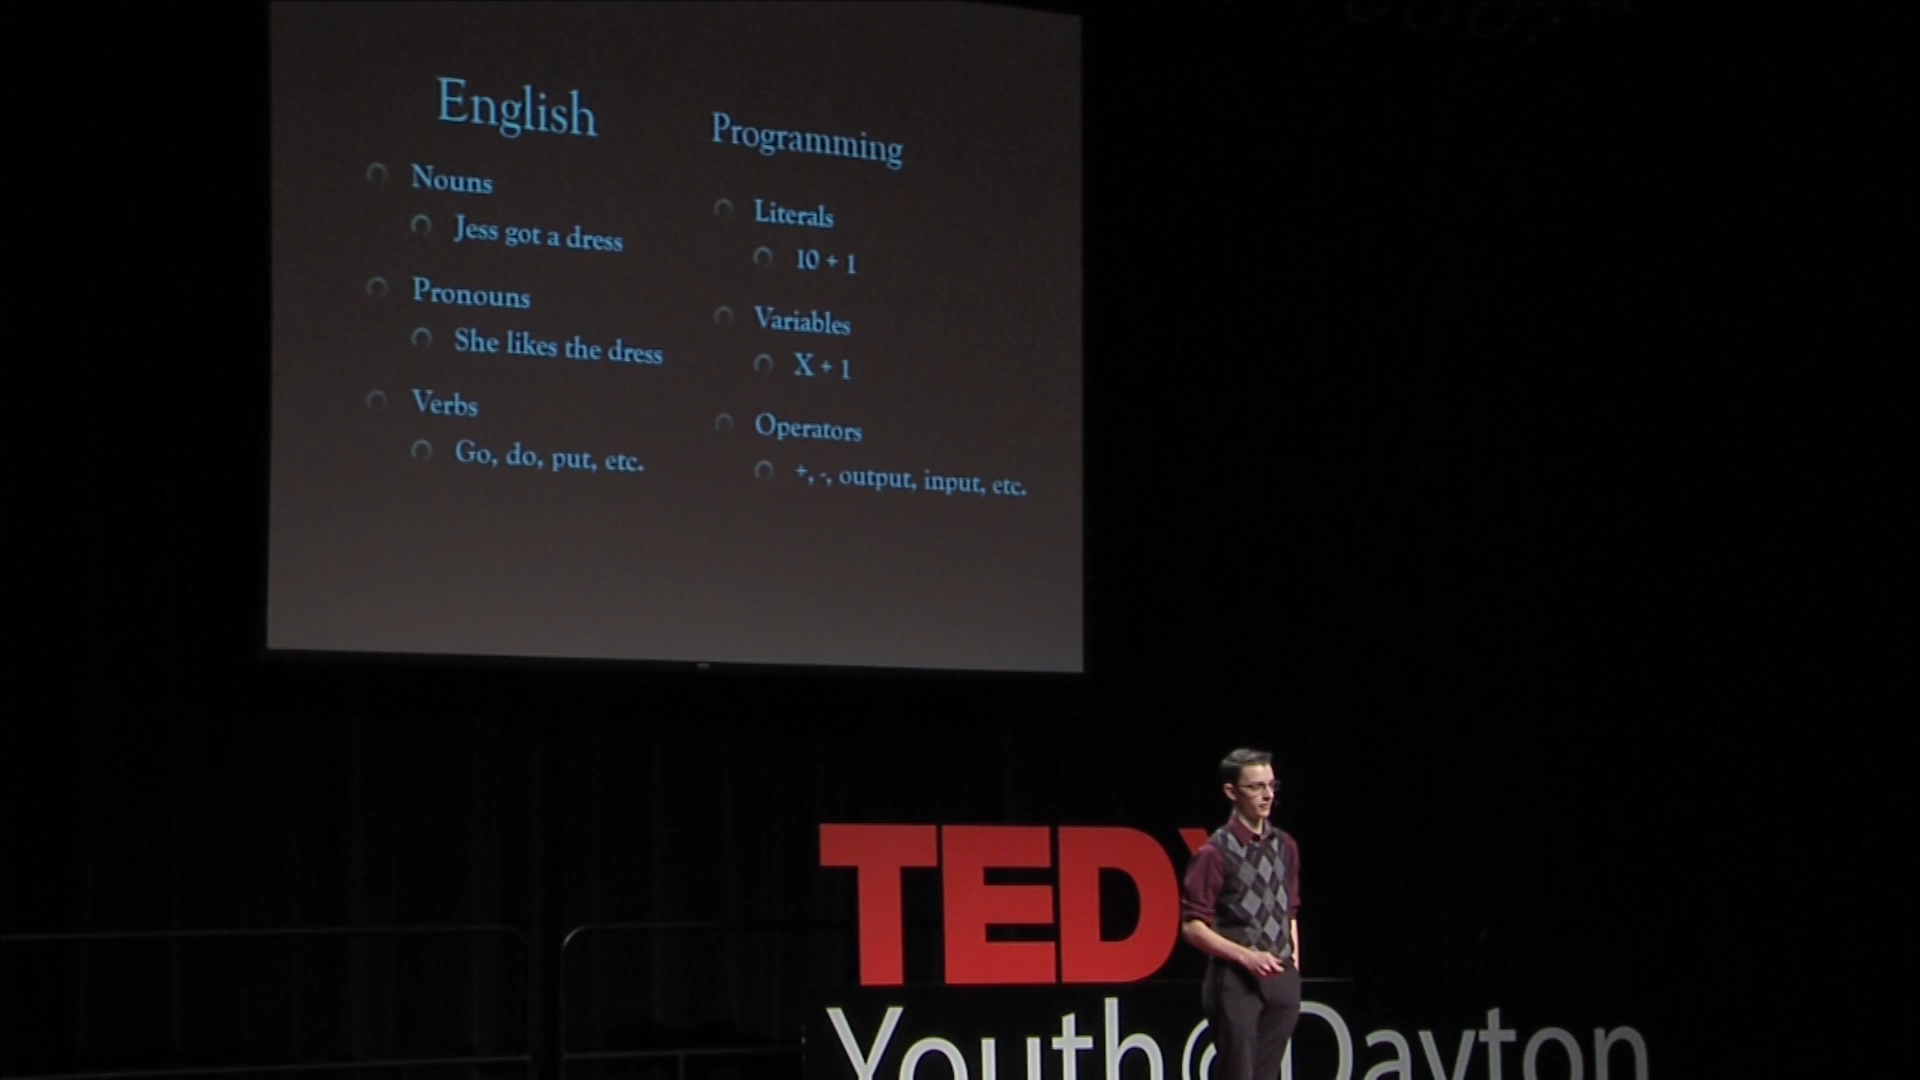 English
Nouns
Jess got a dress
Pronouns
She likes the dress
Verbs
Go, do, put, etc.
Programming
Literals
10 + 1
Variables
X + 1
Operators
+, -, output, input, etc.
TEDx
Youth@Dayton